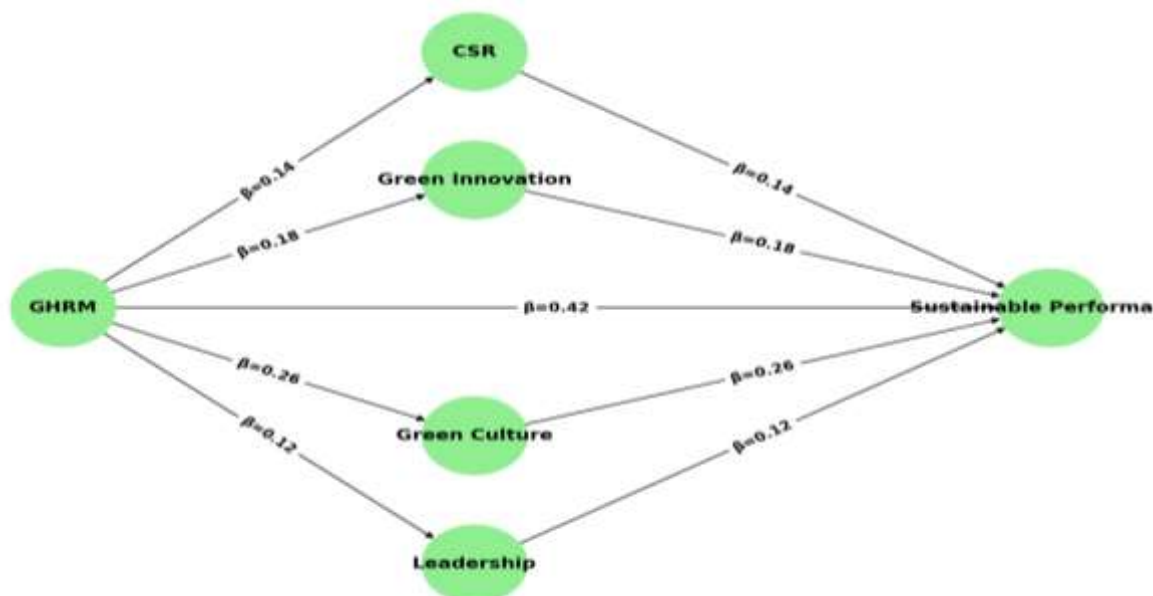 CSR
β=0.14
β=0.14
Green Innovation
β=0.18
β=0.18
GHRM
β=0.42
Sustainable Performa
β=0.26
β=0.26
Green Culture
β=0.12
β=0.12
Leadership